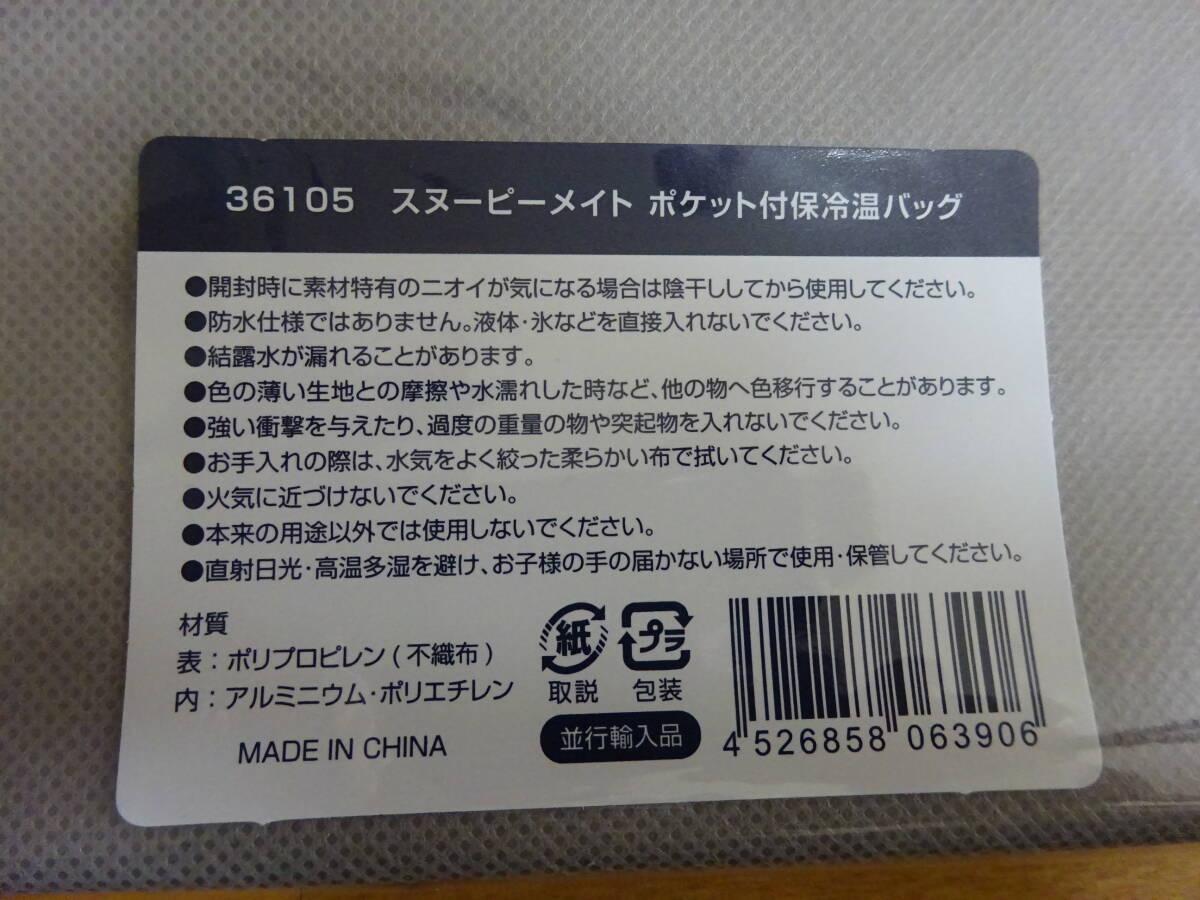 36105 スヌーピーメイト ポケット付保冷温バッグ
●開封時に素材特有のニオイが気になる場合は陰干ししてから使用してください。
●防水仕様ではありません。液体・氷などを直接入れないでください。
●結露水が漏れることがあります。
●色の薄い生地との摩擦や水濡れした時など、他の物へ色移行することがあります。
●強い衝撃を与えたり、過度の重量の物や突起物を入れないでください。
●お手入れの際は、水気をよく絞った柔らかい布で拭いてください。
●火気に近づけないでください。
●本来の用途以外では使用しないでください。
●直射日光・高温多湿を避け、お子様の手の届かない場所で使用・保管してください。
材質
表：ポリプロピレン(不織布)
内：アルミニウム・ポリエチレン
MADE IN CHINA
紙
取説
プラ
包装
並行輸入品
4 526858 063906